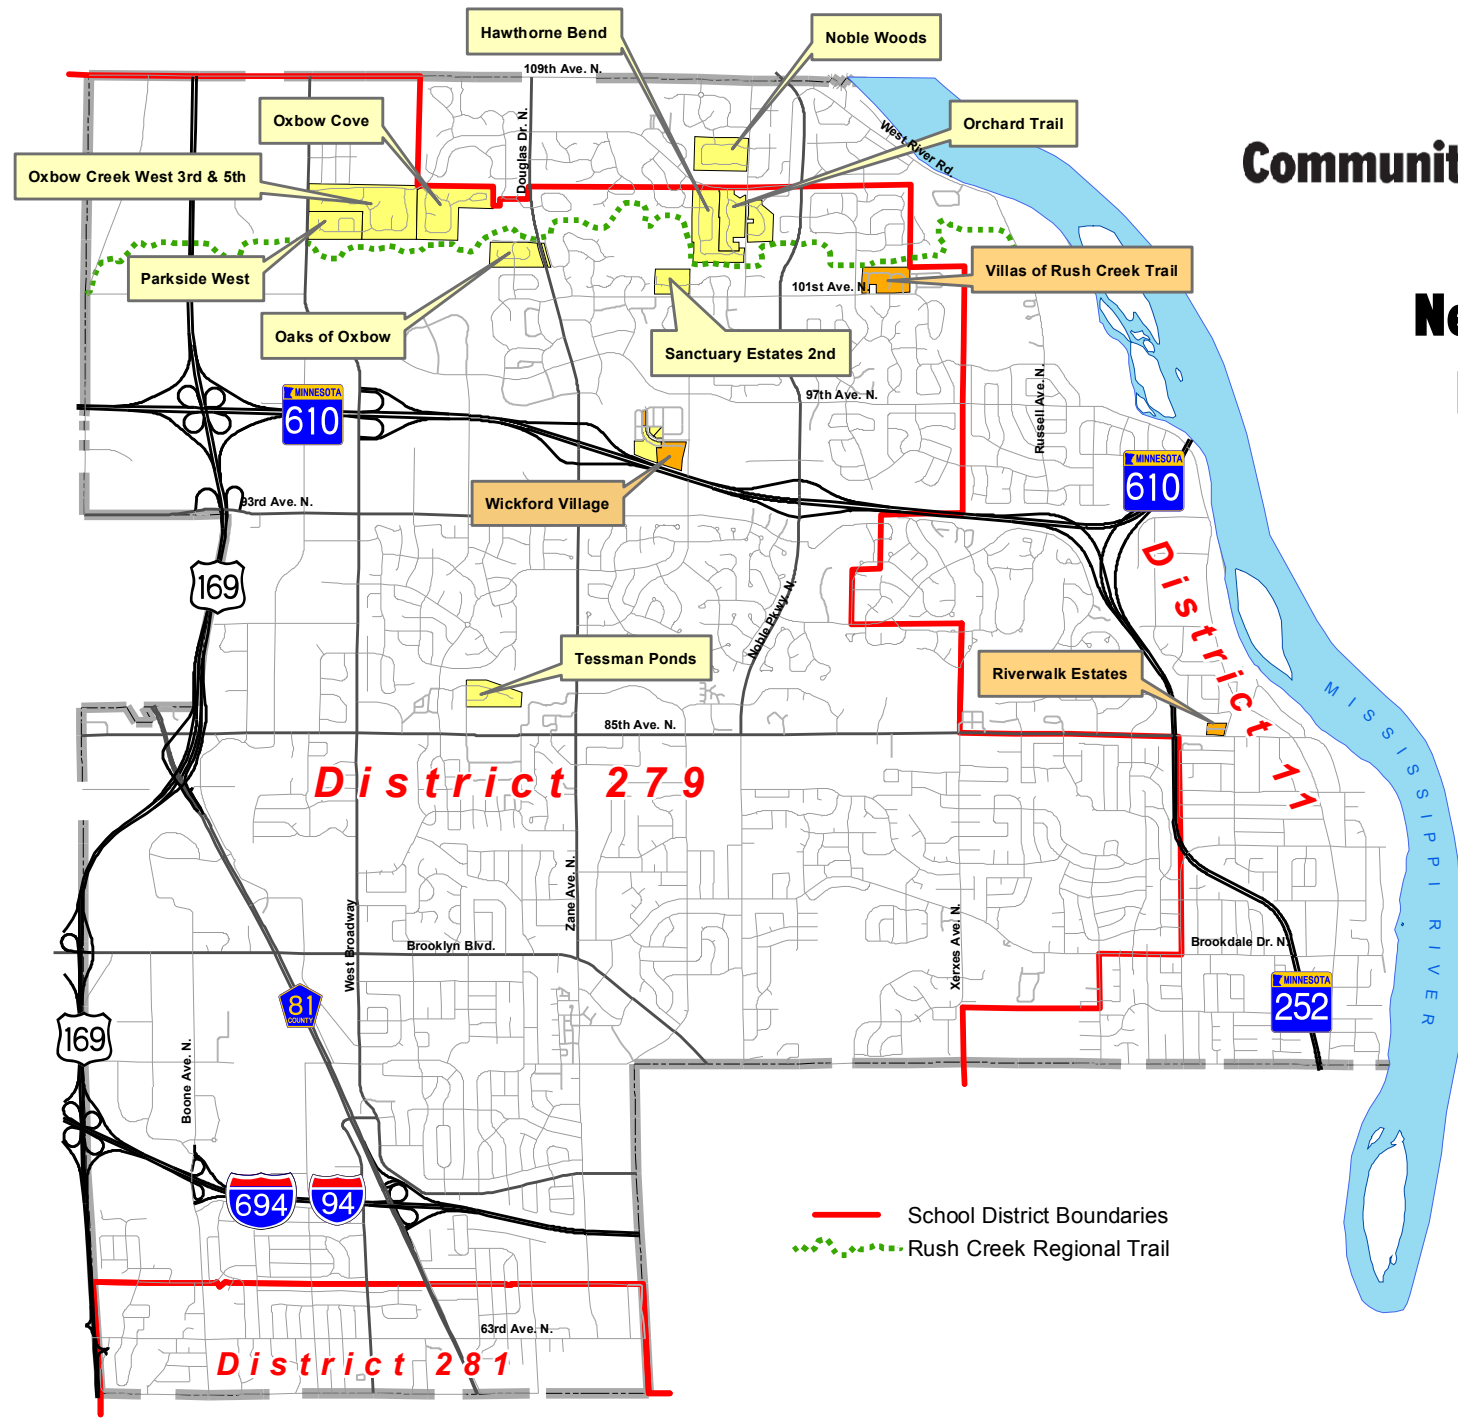 Hawthorne Bend
Noble Woods
109th Ave. N.
Oxbow Cove
Orchard Trail
Douglas Dr. N.
West River Rd.
Communit
Oxbow Creek West 3rd & 5th
Parkside West
Villas of Rush Creek Trail
101st Ave. N.
Ne
Oaks of Oxbow
Sanctuary Estates 2nd
MINNESOTA
610
97th Ave. N.
Russell Ave. N.
MINNESOTA
610
Wickford Village
93rd Ave. N.
169
District 11
Noble Pkwy. N.
Tessman Ponds
Riverwalk Estates
MISSISSIPPI RIVER
85th Ave. N.
District 279
Zane Ave. N.
West Broadway
Xerxes Ave. N.
Brooklyn Blvd.
Brookdale Dr. N.
MINNESOTA
252
81
COUNTY
169
Boone Ave. N.
694
94
School District Boundaries
Rush Creek Regional Trail
63rd Ave. N.
District 281